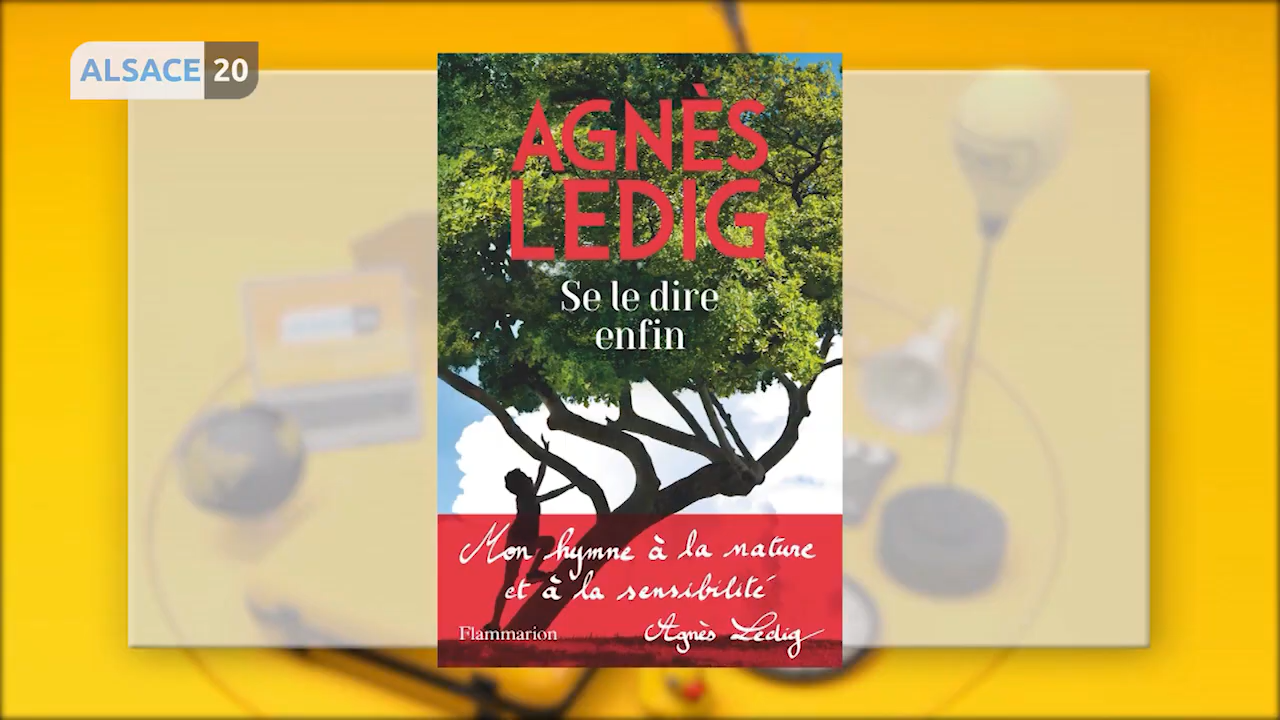 ALSACE 20
AGNÈS
LEDIG
Se le dire
enfin
Mon hymne à la nature
et à la sensibilité
Flammarion
Agnès Ledig